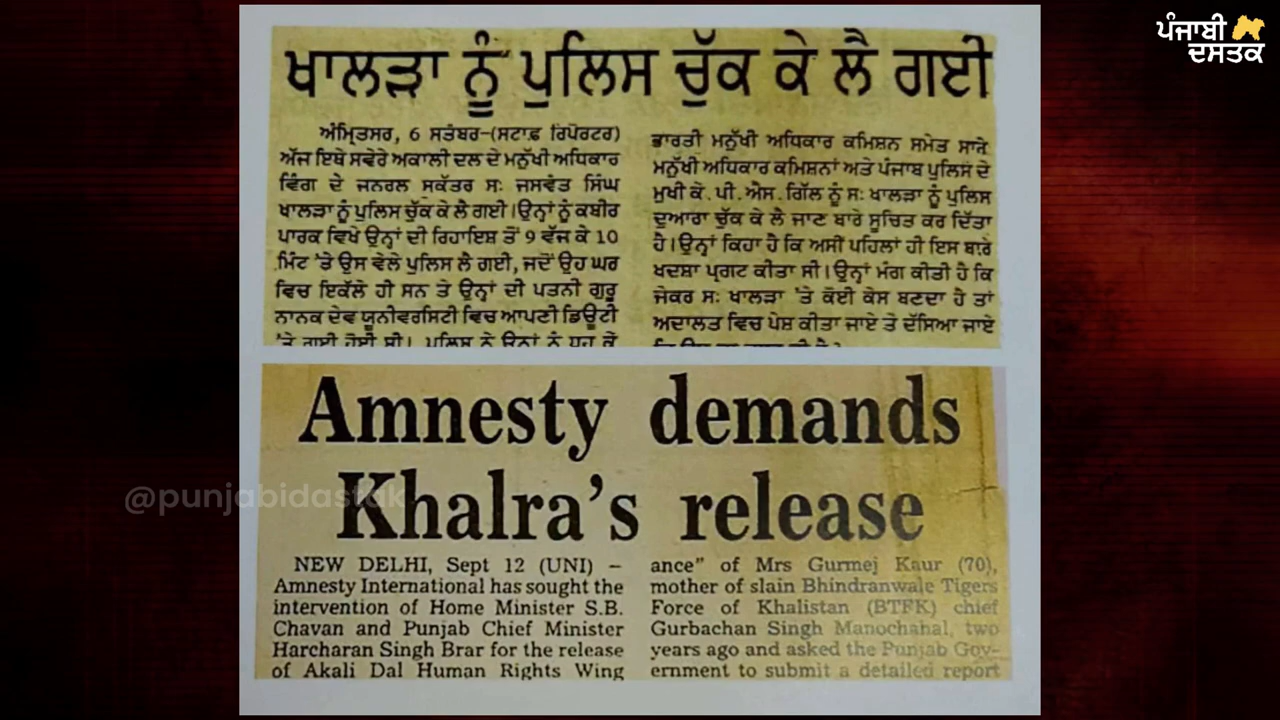 ਪੰਜਾਬੀ
ਦਸਤਕ
ਖਾਲੜਾ ਨੂੰ ਪੁਲਿਸ ਚੁੱਕ ਕੇ ਲੈ ਗਈ
ਅੰਮ੍ਰਿਤਸਰ, 6 ਸਤੰਬਰ-(ਸਟਾਫ਼ ਰਿਪੋਰਟਰ)
ਅੱਜ ਇਥੇ ਸਵੇਰੇ ਅਕਾਲੀ ਦਲ ਦੇ ਮਨੁੱਖੀ ਅਧਿਕਾਰ
ਵਿੰਗ ਦੇ ਜਨਰਲ ਸਕੱਤਰ ਸ: ਜਸਵੰਤ ਸਿੰਘ
ਖਾਲੜਾ ਨੂੰ ਪੁਲਿਸ ਚੁੱਕ ਕੇ ਲੈ ਗਈ। ਉਨ੍ਹਾਂ ਨੂੰ ਕਬੀਰ
ਪਾਰਕ ਵਿਖੇ ਉਨ੍ਹਾਂ ਦੀ ਰਿਹਾਇਸ਼ ਤੋਂ 9 ਵੱਜ ਕੇ 10
ਮਿੰਟ 'ਤੇ ਉਸ ਵੇਲੇ ਪੁਲਿਸ ਲੈ ਗਈ, ਜਦੋਂ ਉਹ ਘਰ
ਵਿਚ ਇਕੱਲੇ ਹੀ ਸਨ ਤੇ ਉਨ੍ਹਾਂ ਦੀ ਪਤਨੀ ਗੁਰੂ
ਨਾਨਕ ਦੇਵ ਯੂਨੀਵਰਸਿਟੀ ਵਿਚ ਆਪਣੀ ਡਿਊਟੀ
'ਤੇ ਗਈ ਹੋਈ ਸੀ। ਪੁਲਿਸ ਨੇ ਉਨਾਂ ਨੂੰ
ਭਾਰਤੀ ਮਨੁੱਖੀ ਅਧਿਕਾਰ ਕਮਿਸ਼ਨ ਸਮੇਤ ਸਾਰੇ
ਮਨੁੱਖੀ ਅਧਿਕਾਰ ਕਮਿਸ਼ਨਾਂ ਅਤੇ ਪੰਜਾਬ ਪੁਲਿਸ ਦੇ
ਮੁਖੀ ਕੇ.ਪੀ.ਐਸ. ਗਿੱਲ ਨੂੰ ਸ: ਖਾਲੜਾ ਨੂੰ ਪੁਲਿਸ
ਦੁਆਰਾ ਚੁੱਕ ਕੇ ਲੈ ਜਾਣ ਬਾਰੇ ਸੂਚਿਤ ਕਰ ਦਿੱਤਾ
ਹੈ। ਉਨ੍ਹਾਂ ਕਿਹਾ ਹੈ ਕਿ ਅਸੀਂ ਪਹਿਲਾਂ ਹੀ ਇਸ ਬਾਰੇ
ਖਦਸ਼ਾ ਪ੍ਰਗਟ ਕੀਤਾ ਸੀ। ਉਨ੍ਹਾਂ ਮੰਗ ਕੀਤੀ ਹੈ ਕਿ
ਜੇਕਰ ਸ: ਖਾਲੜਾ 'ਤੇ ਕੋਈ ਕੇਸ ਬਣਦਾ ਹੈ ਤਾਂ
ਅਦਾਲਤ ਵਿਚ ਪੇਸ਼ ਕੀਤਾ ਜਾਏ ਤੇ ਦੱਸਿਆ ਜਾਏ
Amnesty demands
Khalra's release
@punjabidastak
NEW DELHI, Sept 12 (UNI) –
Amnesty International has sought the
intervention of Home Minister S.B.
Chavan and Punjab Chief Minister
Harcharan Singh Brar for the release
of Akali Dal Human Rights Wing
ance" of Mrs Gurmej Kaur (70),
mother of slain Bhindranwale Tigers
Force of Khalistan (BTFK) chief
Gurbachan Singh Manochahal, two
years ago and asked the Punjab Gov-
ernment to submit a detailed report